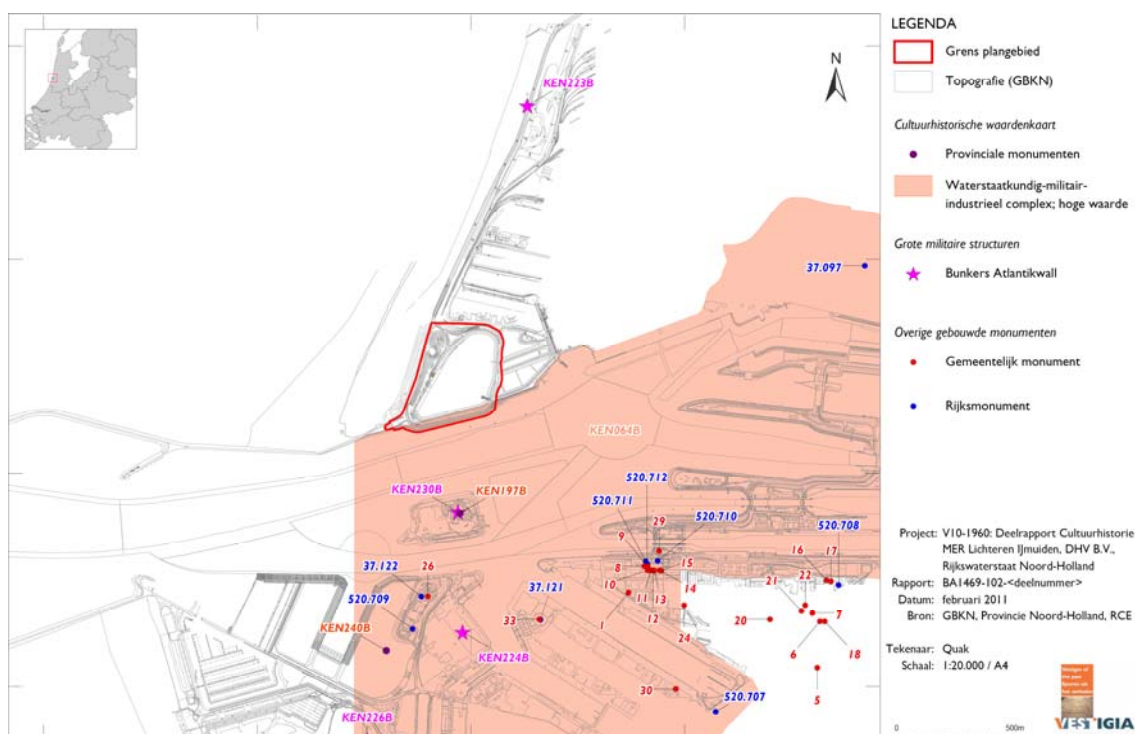 LEGENDA
Grens plangebied
Topografie (GBKN)
Cultuurhistorische waardenkaart
Provinciale monumenten
Waterstaatkundig-militair-
industrieel complex; hoge waarde
Grote militaire structuren
Bunkers Atlantikwall
Overige gebouwde monumenten
Gemeentelijk monument
Rijksmonument
Project: V10-1960: Deelrapport Cultuurhistorie
MER Lichteren IJmuiden, DHV B.V.,
Rijkswaterstaat Noord-Holland
Rapport: BA1469-102-<deelnummer>
Datum: februari 2011
Bron: GBKN, Provincie Noord-Holland, RCE
Tekenaar: Quak
Schaal: 1:20.000 / A4
VESTIGIA
0 500m
N
KEN223B
37.097
KEN064B
KEN230B
KEN197B
520.712
520.711
29
520.710
9
520.708
16
17
8
15
22
21
37.122
26
10
14
11
13
37.121
7
520.709
12
1
33
24
20
KEN240B
6
18
KEN224B
30
5
520.707
KEN226B